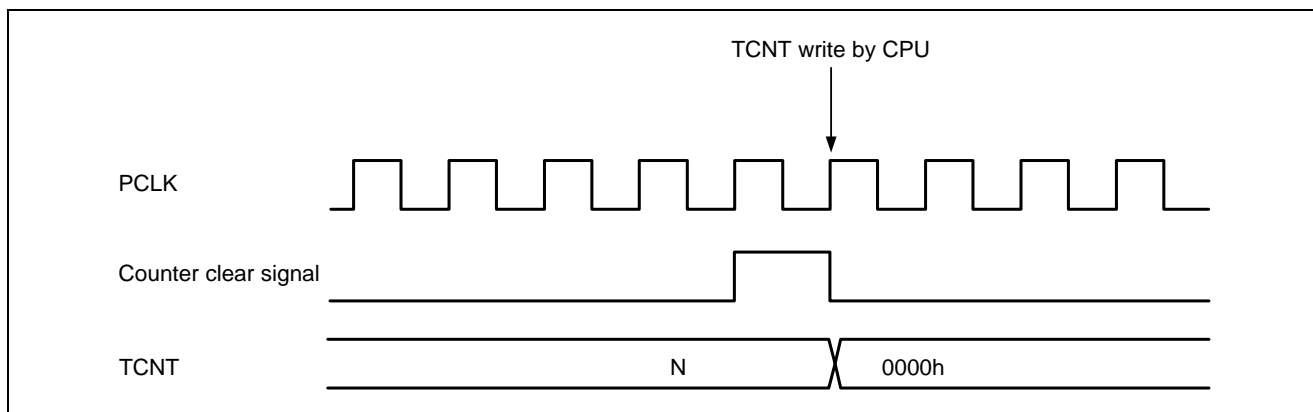 TCNT write by CPU
PCLK
Counter clear signal
TCNT
N
0000h